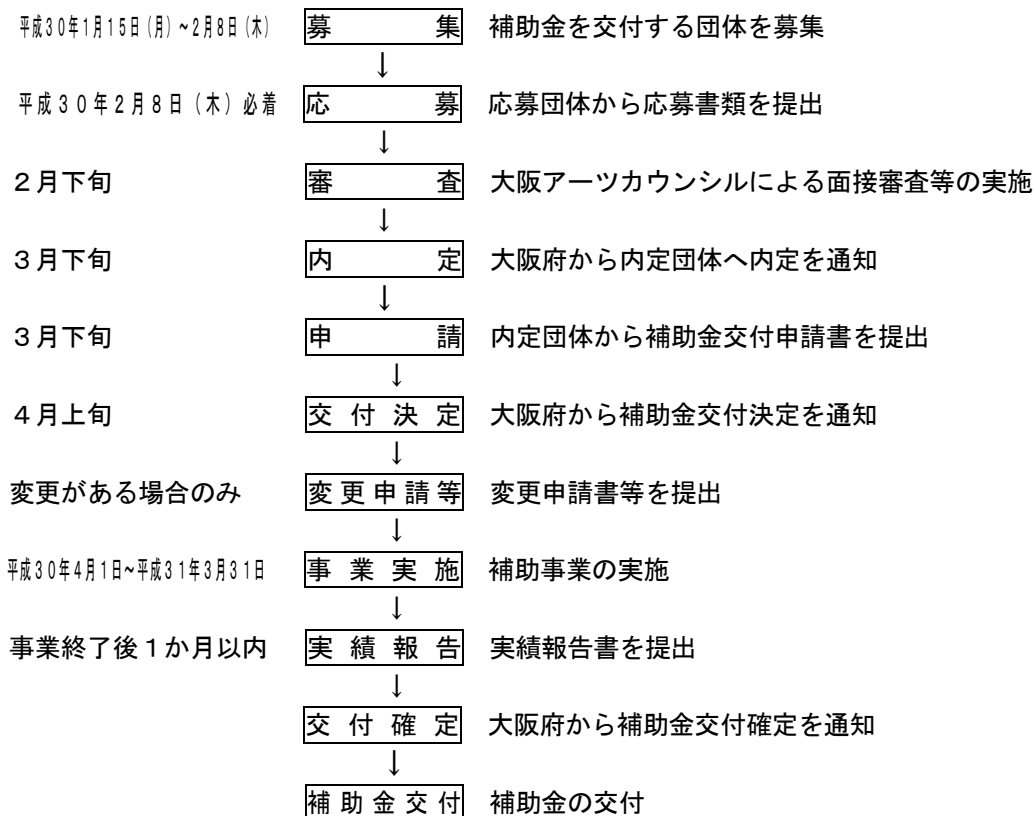 平成30年1月15日(月)~2月8日(木) 募集 補助金を交付する団体を募集
↓
平成30年2月8日(木)必着 応募 応募団体から応募書類を提出
↓
2月下旬 審査 大阪アーツカウンシルによる面接審査等の実施
↓
3月下旬 内定 大阪府から内定団体へ内定を通知
↓
3月下旬 申請 内定団体から補助金交付申請書を提出
↓
4月上旬 交付決定 大阪府から補助金交付決定を通知
↓
変更がある場合のみ 変更申請等 変更申請書等を提出
↓
平成30年4月1日~平成31年3月31日 事業実施 補助事業の実施
↓
事業終了後1か月以内 実績報告 実績報告書を提出
↓
交付確定 大阪府から補助金交付確定を通知
↓
補助金交付 補助金の交付